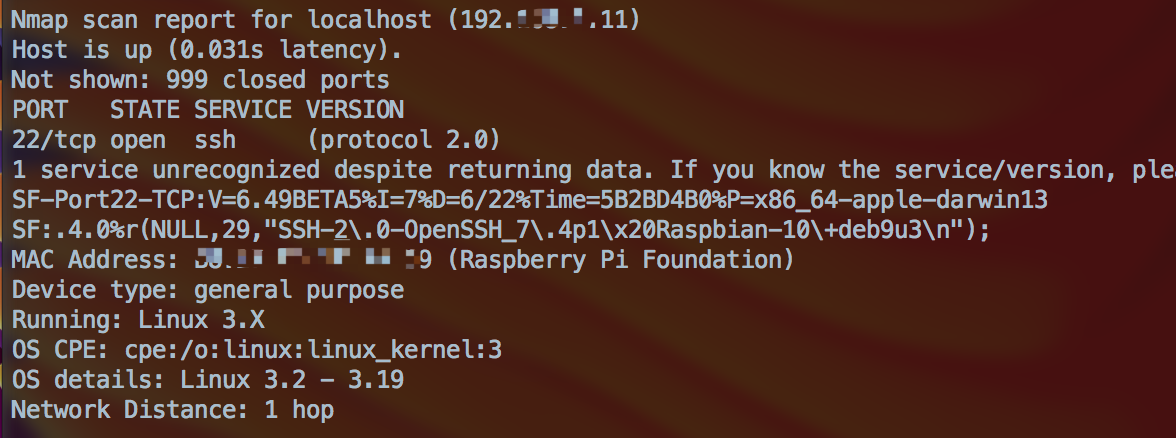 Nmap scan report for localhost (192. .11)
Host is up (0.031s latency).
Not shown: 999 closed ports
PORT   STATE SERVICE VERSION
22/tcp open  ssh     (protocol 2.0)
1 service unrecognized despite returning data. If you know the service/version, ple
SF-Port22-TCP:V=6.49BETA5%I=7%D=6/22%Time=5B2BD4B0%P=x86_64-apple-darwin13
SF:.4.0%r(NULL,29,"SSH-2\.0-OpenSSH_7\.4p1\x20Raspbian-10\+deb9u3\n");
MAC Address: 9 (Raspberry Pi Foundation)
Device type: general purpose
Running: Linux 3.X
OS CPE: cpe:/o:linux:linux_kernel:3
OS details: Linux 3.2 - 3.19
Network Distance: 1 hop